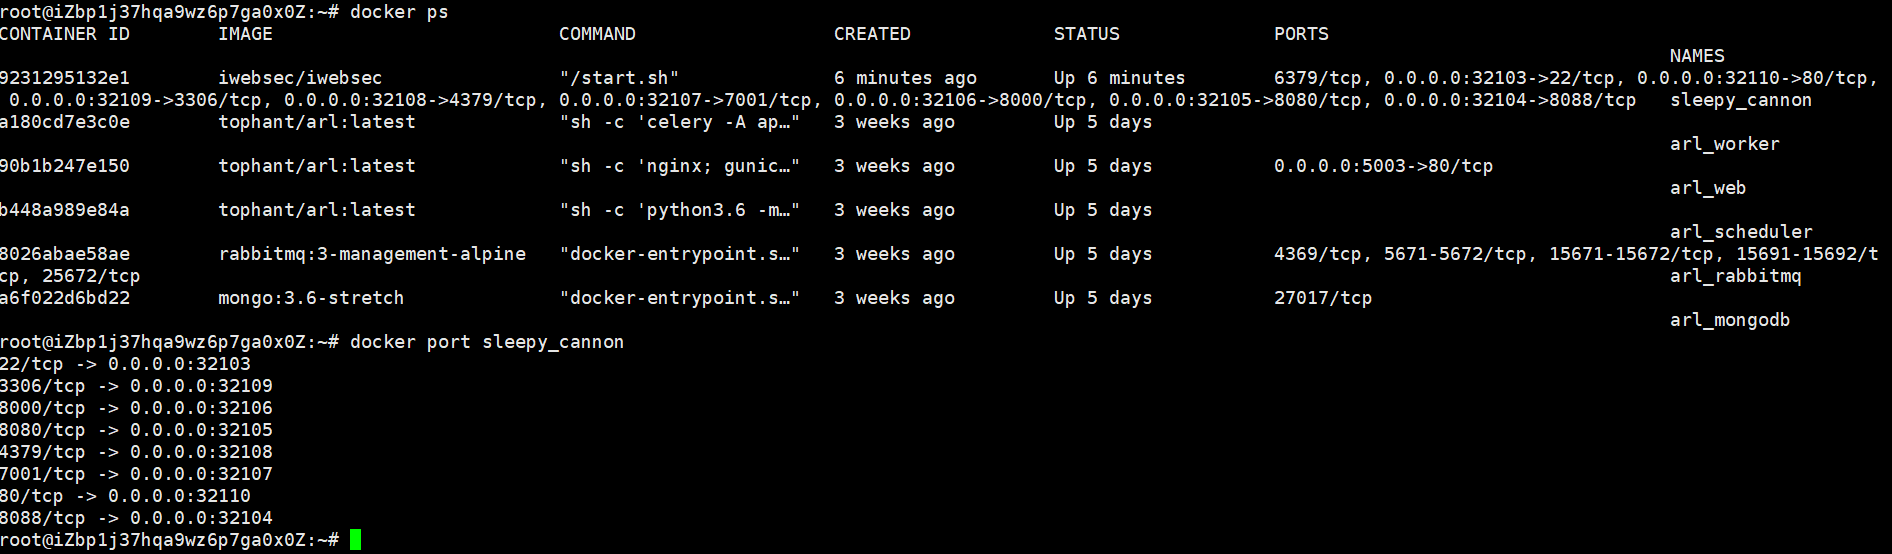 root@iZbp1j37hqa9wz6p7ga0x0Z:~# docker ps
CONTAINER ID        IMAGE                          COMMAND                  CREATED             STATUS              PORTS
NAMES
9231295132e1        iwebsec/iwebsec                "/start.sh"              6 minutes ago       Up 6 minutes        6379/tcp, 0.0.0.0:32103->22/tcp, 0.0.0.0:32110->80/tcp,
0.0.0.0:32109->3306/tcp, 0.0.0.0:32108->4379/tcp, 0.0.0.0:32107->7001/tcp, 0.0.0.0:32106->8000/tcp, 0.0.0.0:32105->8080/tcp, 0.0.0.0:32104->8088/tcp   sleepy_cannon
a180cd7e3c0e        tophant/arl:latest             "sh -c 'celery -A ap…"   3 weeks ago         Up 5 days
arl_worker
90b1b247e150        tophant/arl:latest             "sh -c 'nginx; gunic…"   3 weeks ago         Up 5 days           0.0.0.0:5003->80/tcp
arl_web
b448a989e84a        tophant/arl:latest             "sh -c 'python3.6 -m…"   3 weeks ago         Up 5 days
arl_scheduler
8026abae58ae        rabbitmq:3-management-alpine   "docker-entrypoint.s…"   3 weeks ago         Up 5 days           4369/tcp, 5671-5672/tcp, 15671-15672/tcp, 15691-15692/t
cp, 25672/tcp                                                                                                                                           arl_rabbitmq
a6f022d6bd22        mongo:3.6-stretch              "docker-entrypoint.s…"   3 weeks ago         Up 5 days           27017/tcp
arl_mongodb
root@iZbp1j37hqa9wz6p7ga0x0Z:~# docker port sleepy_cannon
22/tcp -> 0.0.0.0:32103
3306/tcp -> 0.0.0.0:32109
8000/tcp -> 0.0.0.0:32106
8080/tcp -> 0.0.0.0:32105
4379/tcp -> 0.0.0.0:32108
7001/tcp -> 0.0.0.0:32107
80/tcp -> 0.0.0.0:32110
8088/tcp -> 0.0.0.0:32104
root@iZbp1j37hqa9wz6p7ga0x0Z:~#